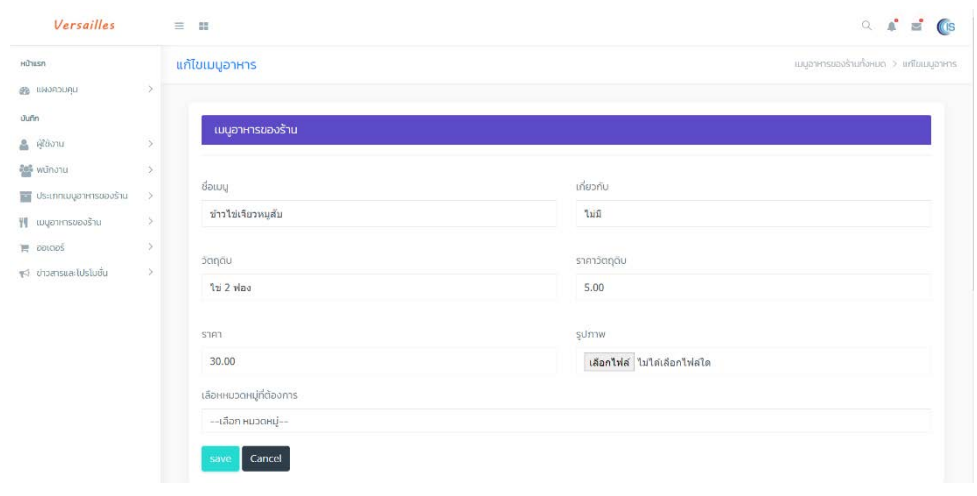 Versailles
CIS
หน้าแรก
แก้ไขเมนูอาหาร
เมนูอาหารของร้านทั้งหมด > แก้ไขเมนูอาหาร
แผงควบคุม
บันทึก
ผู้ใช้งาน
พนักงาน
ประเภทเมนูอาหารของร้าน
เมนูอาหารของร้าน
ออเดอร์
ข่าวสารและโปรโมชั่น
เมนูอาหารของร้าน
ชื่อเมนู
เกี่ยวกับ
ข้าวไข่เจียวหมูสับ
ไม่มี
วัตถุดิบ
ราคาวัตถุดิบ
ไข่ 2 ฟอง
5.00
ราคา
รูปภาพ
30.00
เลือกไฟล์ ไม่ได้เลือกไฟล์ใด
เลือหหมวดหมู่ที่ต้องการ
--เลือก หมวดหมู่--
save Cancel